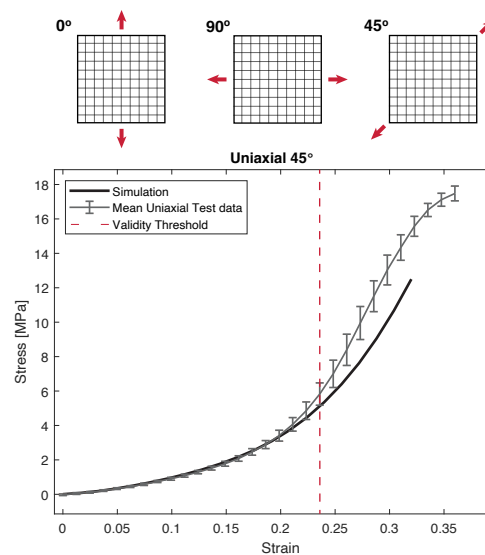 0º
90º
45º
Uniaxial 45°
Simulation
Mean Uniaxial Test data
Validity Threshold
18
16
14
12
10
8
6
4
2
0
Stress [MPa]
0
0.05
0.1
0.15
0.2
0.25
0.3
0.35
Strain